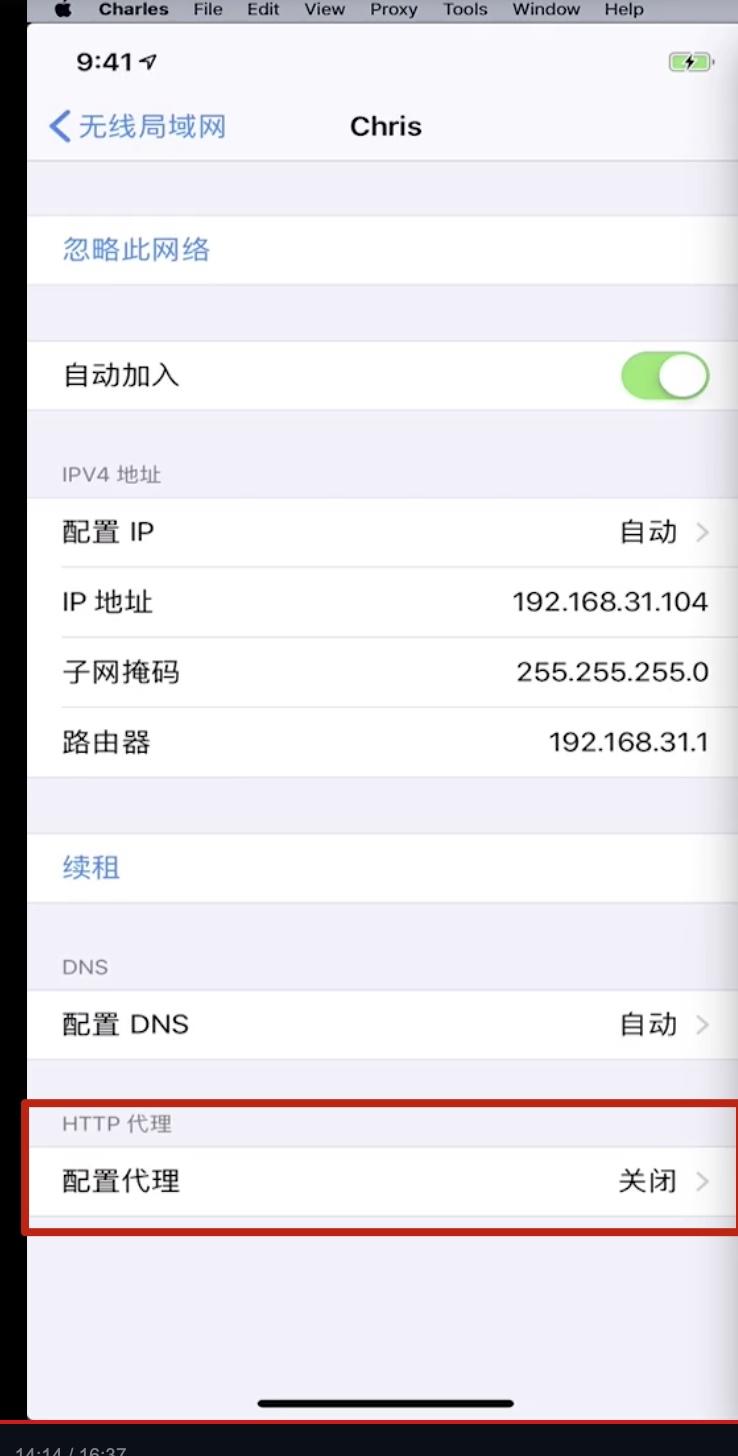 Charles File Edit View Proxy Tools Window Help
9:41
无线局域网 Chris
忽略此网络
自动加入
IPV4 地址
配置 IP 自动
IP 地址 192.168.31.104
子网掩码 255.255.255.0
路由器 192.168.31.1
续租
DNS
配置 DNS 自动
HTTP 代理
配置代理 关闭
14:14 / 16:37